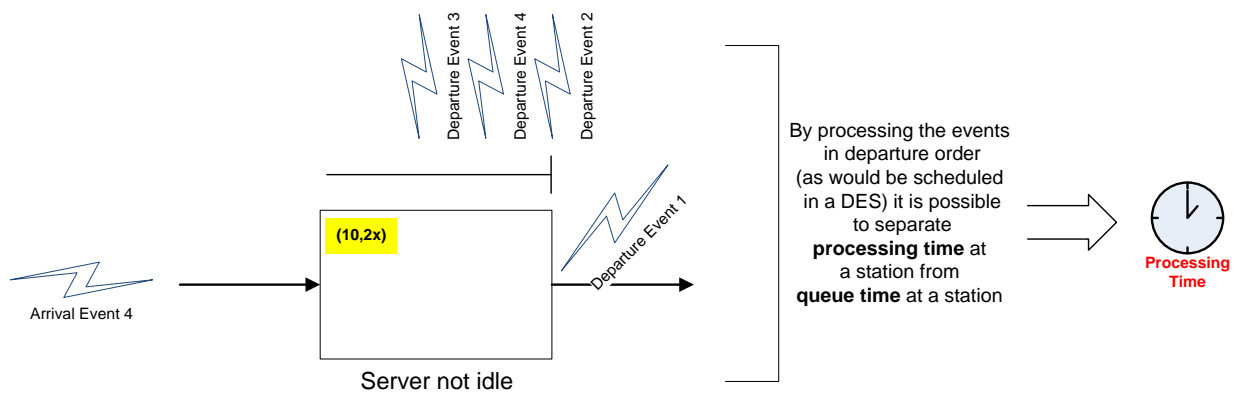 Departure Event 3
Departure Event 4
Departure Event 2
(10,2x)
Departure Event 1
Arrival Event 4
Server not idle
By processing the events
in departure order
(as would be scheduled
in a DES) it is possible
to separate
processing time at
a station from
queue time at a station
Processing
Time